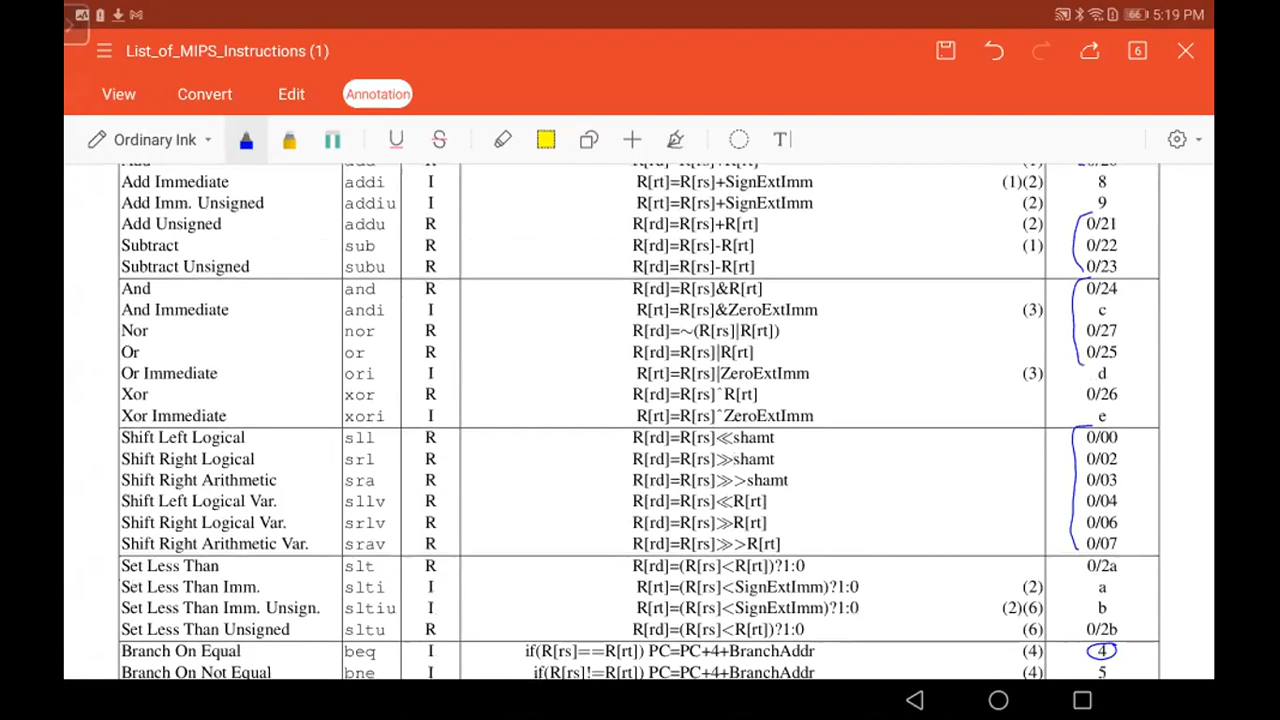 66 5:19 PM
List_of_MIPS_Instructions (1) 6
View Convert Edit Annotation
Ordinary Ink T
Add add R R[rd]=R[rs]+R[rt] (1) 0/20
Add Immediate addi I R[rt]=R[rs]+SignExtImm (1)(2) 8
Add Imm. Unsigned addiu I R[rt]=R[rs]+SignExtImm (2) 9
Add Unsigned addu R R[rd]=R[rs]+R[rt] (2) 0/21
Subtract sub R R[rd]=R[rs]-R[rt] (1) 0/22
Subtract Unsigned subu R R[rd]=R[rs]-R[rt] 0/23
And and R R[rd]=R[rs]&R[rt] 0/24
And Immediate andi I R[rt]=R[rs]&ZeroExtImm (3) c
Nor nor R R[rd]=~(R[rs]|R[rt]) 0/27
Or or R R[rd]=R[rs]|R[rt] 0/25
Or Immediate ori I R[rt]=R[rs]|ZeroExtImm (3) d
Xor xor R R[rd]=R[rs]^R[rt] 0/26
Xor Immediate xori I R[rt]=R[rs]^ZeroExtImm e
Shift Left Logical sll R R[rd]=R[rs]≪shamt 0/00
Shift Right Logical srl R R[rd]=R[rs]≫shamt 0/02
Shift Right Arithmetic sra R R[rd]=R[rs]≫>shamt 0/03
Shift Left Logical Var. sllv R R[rd]=R[rs]≪R[rt] 0/04
Shift Right Logical Var. srlv R R[rd]=R[rs]≫R[rt] 0/06
Shift Right Arithmetic Var. srav R R[rd]=R[rs]≫>R[rt] 0/07
Set Less Than slt R R[rd]=(R[rs]<R[rt])?1:0 0/2a
Set Less Than Imm. slti I R[rt]=(R[rs]<SignExtImm)?1:0 (2) a
Set Less Than Imm. Unsign. sltiu I R[rt]=(R[rs]<SignExtImm)?1:0 (2)(6) b
Set Less Than Unsigned sltu R R[rd]=(R[rs]<R[rt])?1:0 (6) 0/2b
Branch On Equal beq I if(R[rs]==R[rt]) PC=PC+4+BranchAddr (4) 4
Branch On Not Equal bne I if(R[rs]!=R[rt]) PC=PC+4+BranchAddr (4) 5